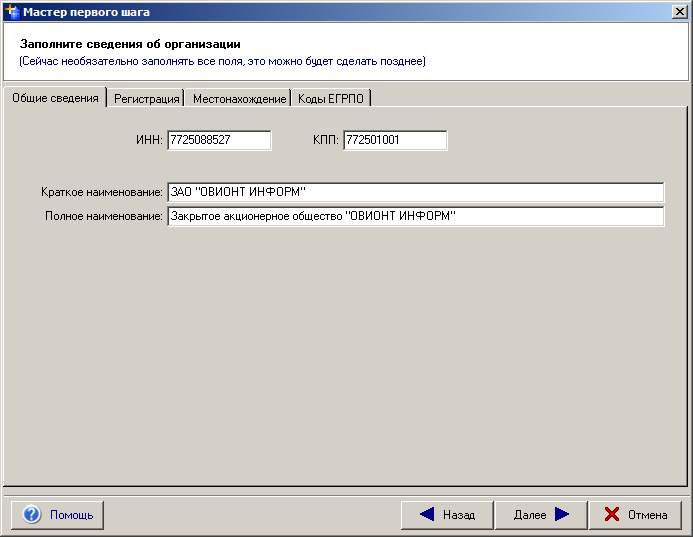 Мастер первого шага
Заполните сведения об организации
(Сейчас необязательно заполнять все поля, это можно будет сделать позднее)
Общие сведения Регистрация Местонахождение Коды ЕГРПО
ИНН: 7725088527 КПП: 772501001
Краткое наименование: ЗАО "ОВИОНТ ИНФОРМ"
Полное наименование: Закрытое акционерное общество "ОВИОНТ ИНФОРМ"
Помощь Назад Далее Отмена